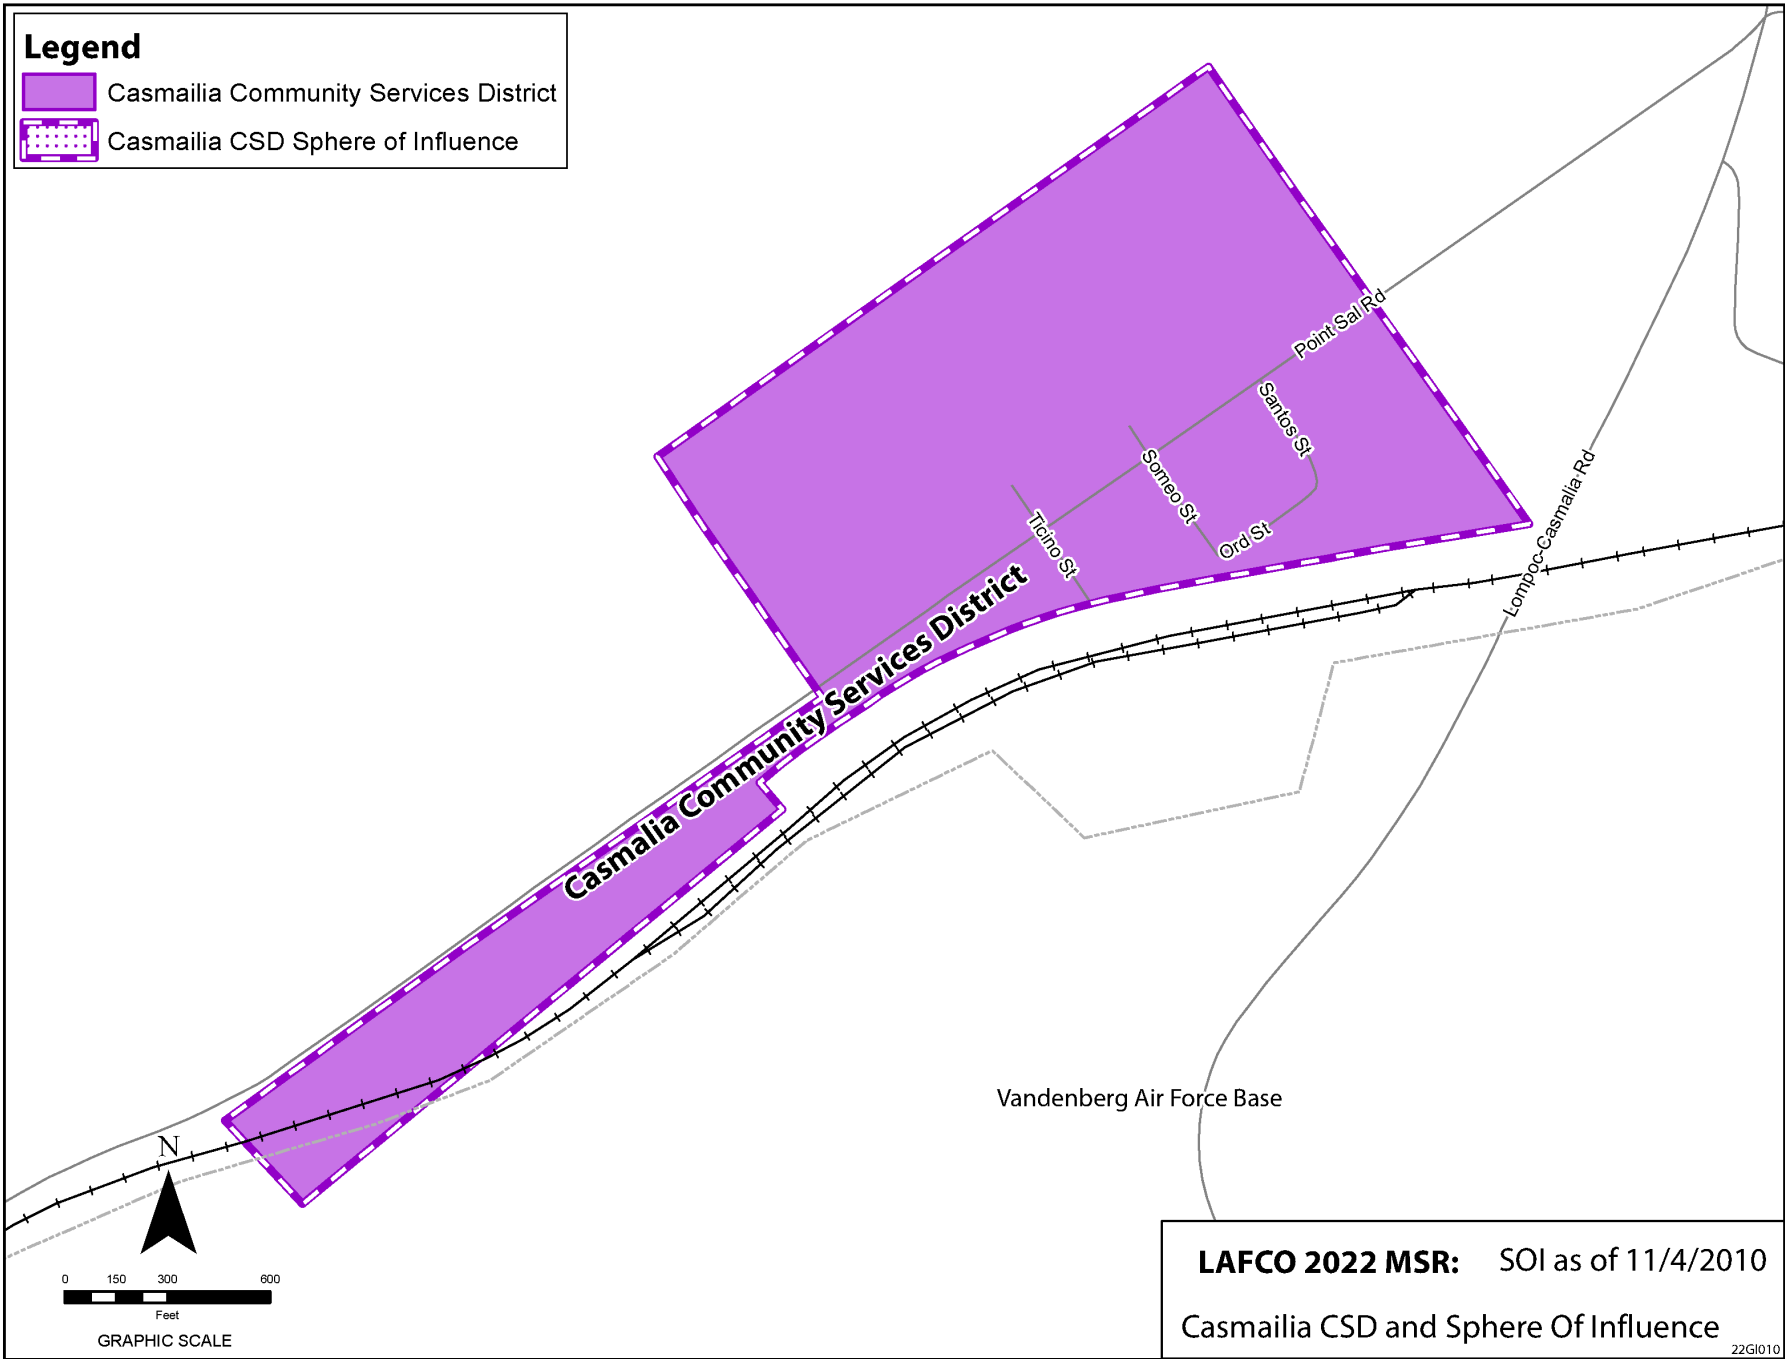 Legend
Casmailia Community Services District
Casmailia CSD Sphere of Influence
Point Sal Rd
Santos St
Someo St
Ord St
Ticino St
Lompoc-Casmalia Rd
Casmalia Community Services District
Vandenberg Air Force Base
N
0 150 300 600
Feet
GRAPHIC SCALE
LAFCO 2022 MSR: SOI as of 11/4/2010
Casmailia CSD and Sphere Of Influence
22GI010